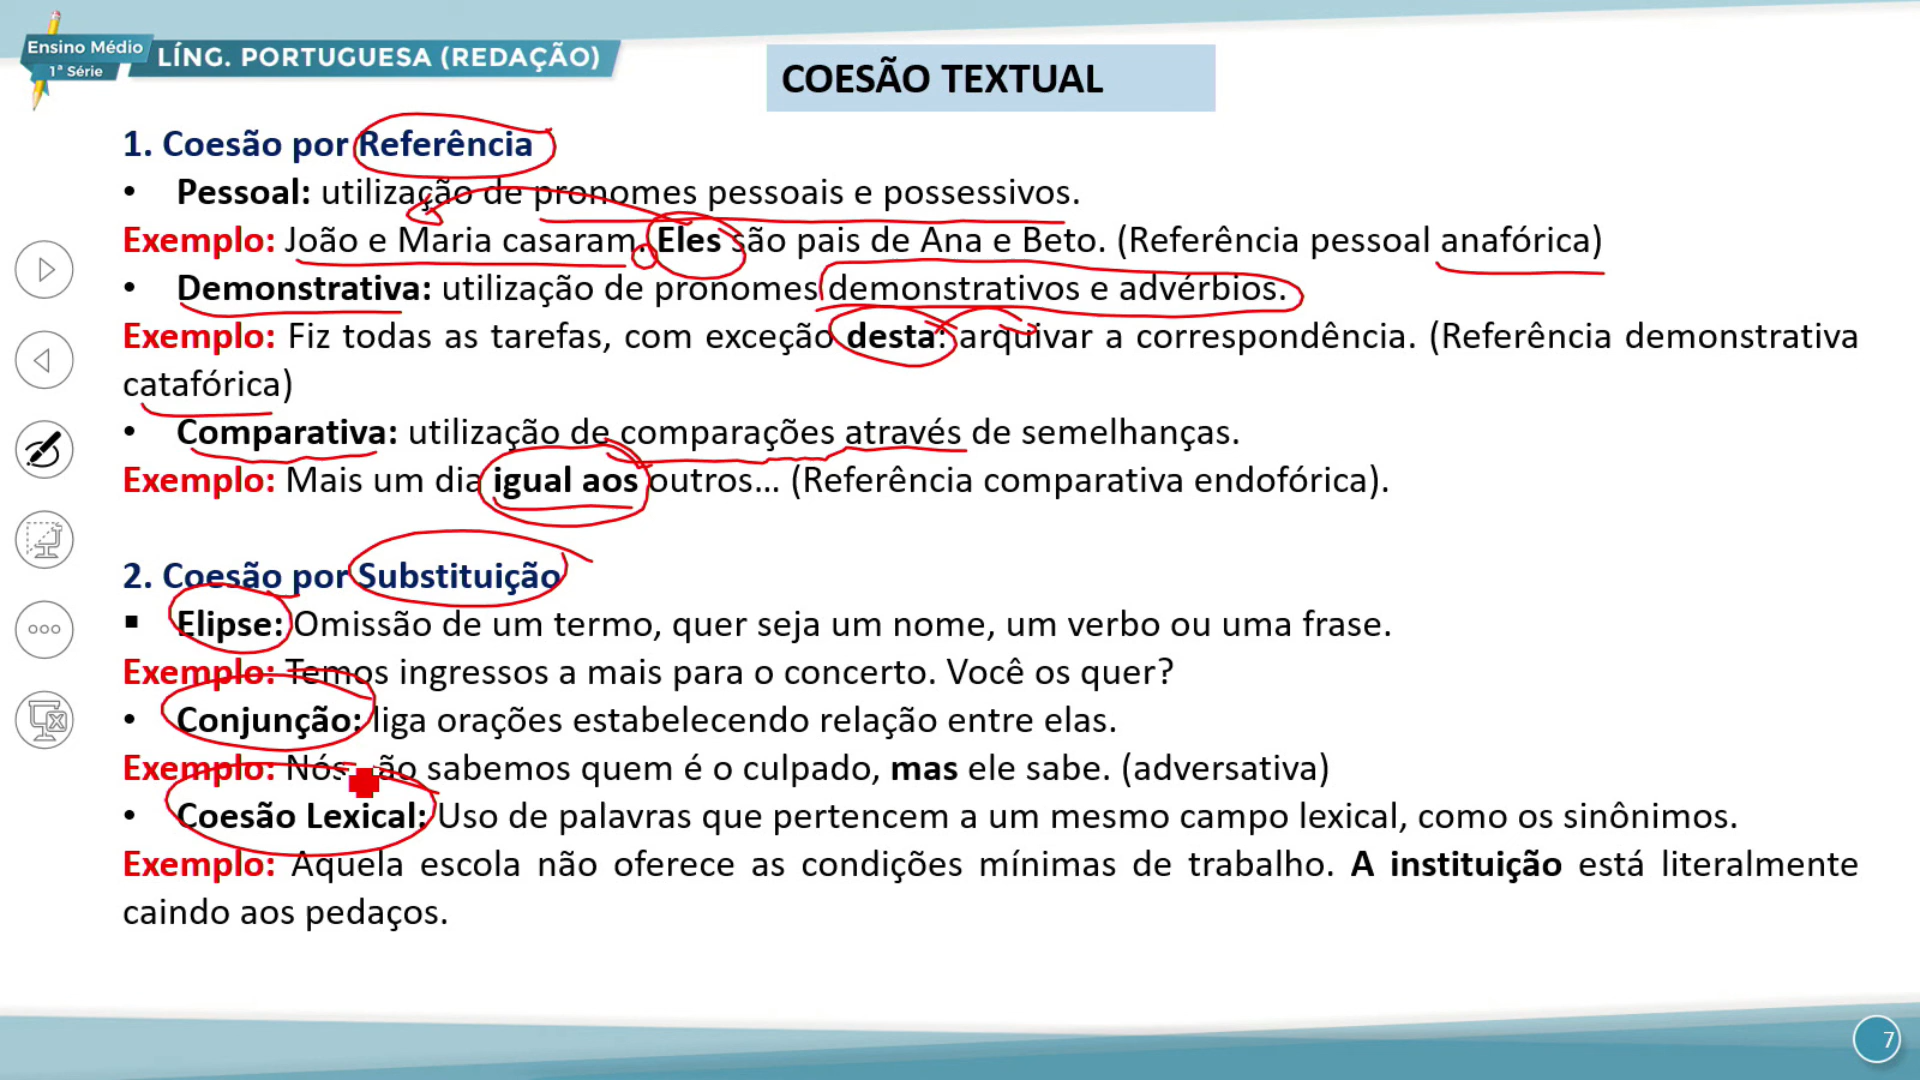 Ensino Médio
1ª Série
LÍNG. PORTUGUESA (REDAÇÃO)
COESÃO TEXTUAL
1. Coesão por Referência
• Pessoal: utilização de pronomes pessoais e possessivos.
Exemplo: João e Maria casaram. Eles são pais de Ana e Beto. (Referência pessoal anafórica)
• Demonstrativa: utilização de pronomes demonstrativos e advérbios.
Exemplo: Fiz todas as tarefas, com exceção desta: arquivar a correspondência. (Referência demonstrativa
catafórica)
• Comparativa: utilização de comparações através de semelhanças.
Exemplo: Mais um dia igual aos outros... (Referência comparativa endofórica).
2. Coesão por Substituição
▪ Elipse: Omissão de um termo, quer seja um nome, um verbo ou uma frase.
Exemplo: Temos ingressos a mais para o concerto. Você os quer?
• Conjunção: liga orações estabelecendo relação entre elas.
Exemplo: Nós não sabemos quem é o culpado, mas ele sabe. (adversativa)
• Coesão Lexical: Uso de palavras que pertencem a um mesmo campo lexical, como os sinônimos.
Exemplo: Aquela escola não oferece as condições mínimas de trabalho. A instituição está literalmente
caindo aos pedaços.
7